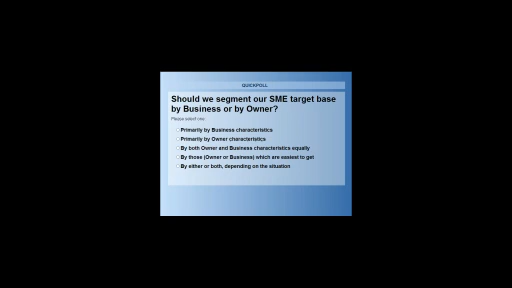 QUICKPOLL
Should we segment our SME target base
by Business or by Owner?
Please select one:
Primarily by Business characteristics
Primarily by Owner characteristics
By both Owner and Business characteristics equally
By those (Owner or Business) which are easiest to get
By either or both, depending on the situation